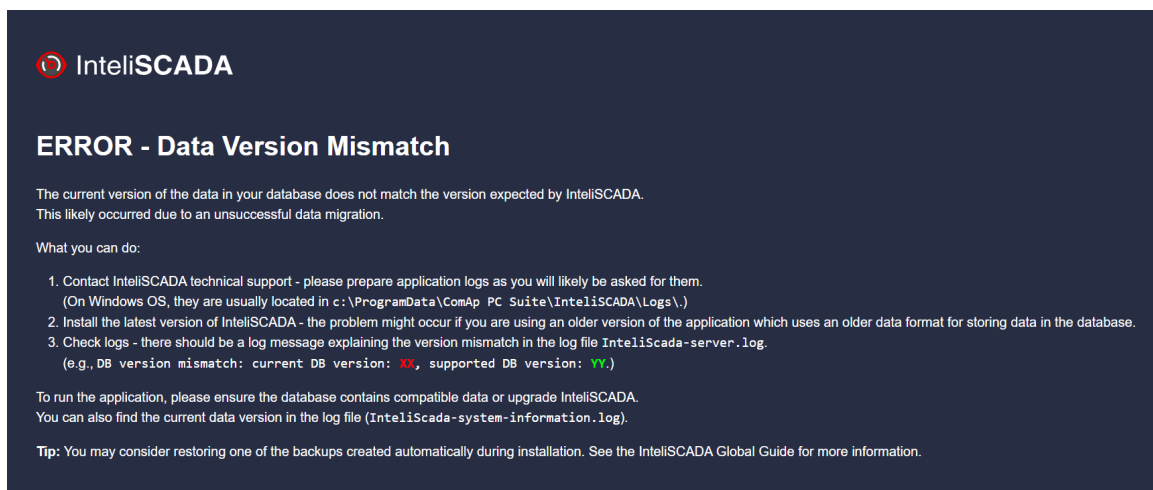 InteliSCADA
ERROR - Data Version Mismatch
The current version of the data in your database does not match the version expected by InteliSCADA.
This likely occurred due to an unsuccessful data migration.
What you can do:
1. Contact InteliSCADA technical support - please prepare application logs as you will likely be asked for them.
(On Windows OS, they are usually located in c:\ProgramData\ComAp PC Suite\InteliSCADA\Logs\.)
2. Install the latest version of InteliSCADA - the problem might occur if you are using an older version of the application which uses an older data format for storing data in the database.
3. Check logs - there should be a log message explaining the version mismatch in the log file InteliScada-server.log.
(e.g., DB version mismatch: current DB version: XX, supported DB version: YY.)
To run the application, please ensure the database contains compatible data or upgrade InteliSCADA.
You can also find the current data version in the log file (InteliScada-system-information.log).
Tip: You may consider restoring one of the backups created automatically during installation. See the InteliSCADA Global Guide for more information.